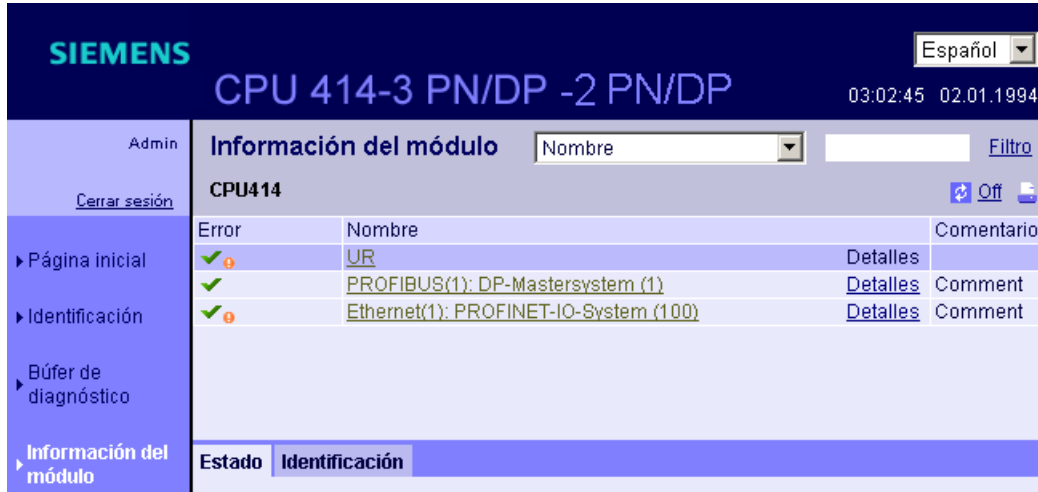 SIEMENS
Español
CPU 414-3 PN/DP -2 PN/DP
03:02:45 02.01.1994
Admin
Información del módulo
Nombre
Filtro
Cerrar sesión
CPU414
Off
Error Nombre Comentario
UR Detalles
PROFIBUS(1): DP-Mastersystem (1) Detalles Comment
Ethernet(1): PROFINET-IO-System (100) Detalles Comment
Página inicial
Identificación
Búfer de
diagnóstico
Información del
módulo
Estado Identificación